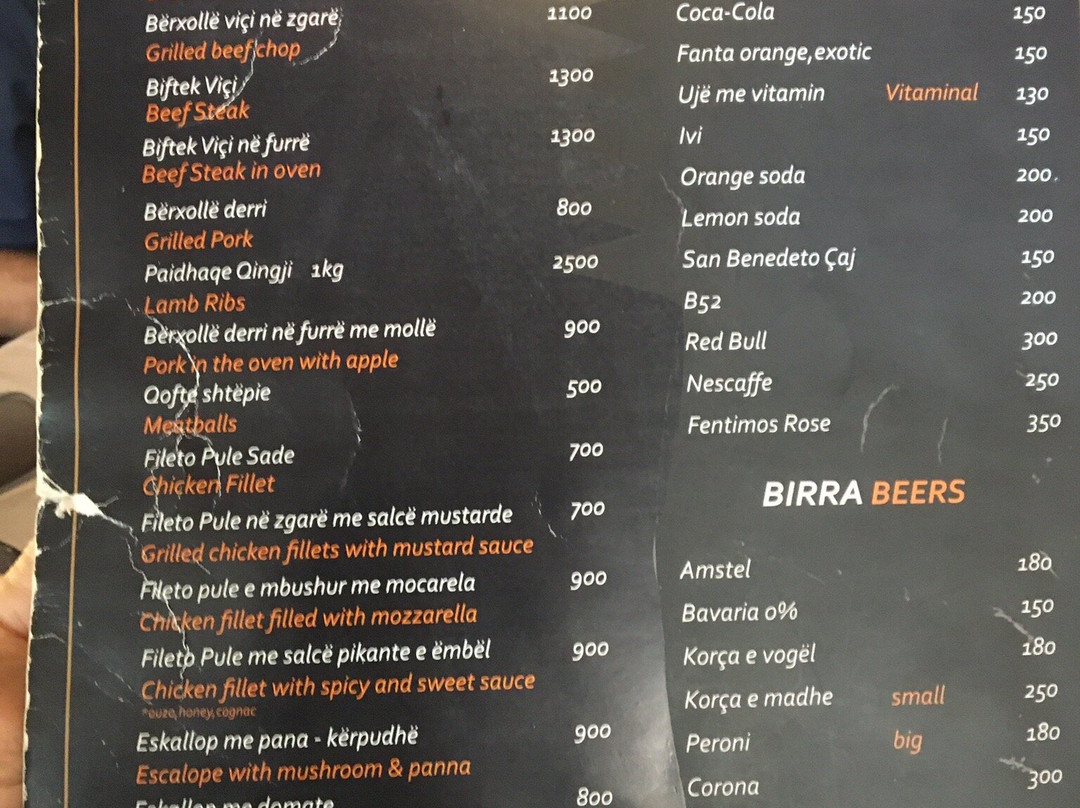 Bërxollë viçi në zgarë 1100
Grilled beef chop
Biftek Viçi 1300
Beef Steak
Biftek Viçi në furrë 1300
Beef Steak in oven
Bërxollë derri 800
Grilled Pork
Paidhaqe Qingji 1kg 2500
Lamb Ribs
Bërxollë derri në furrë me mollë 900
Pork in the oven with apple
Qofte shtëpie 500
Meatballs
Fileto Pule Sade 700
Chicken Fillet
Fileto Pule në zgarë me salcë mustarde 700
Grilled chicken fillets with mustard sauce
Fileto pule e mbushur me mocarela 900
Chicken fillet filled with mozzarella
Fileto Pule me salcë pikante e ëmbël 900
Chicken fillet with spicy and sweet sauce
*ouzo, honey, cognac
Eskallop me pana - kërpudhë 900
Escalope with mushroom & panna
Eskallop me domate 800
Coca-Cola 150
Fanta orange,exotic 150
Ujë me vitamin Vitaminal 130
Ivi 150
Orange soda 200
Lemon soda 200
San Benedeto Çaj 150
B52 200
Red Bull 300
Nescaffe 250
Fentimos Rose 350
BIRRA BEERS
Amstel 180
Bavaria 0% 150
Korça e vogël 180
Korça e madhe small 250
Peroni big 180
Corona 300